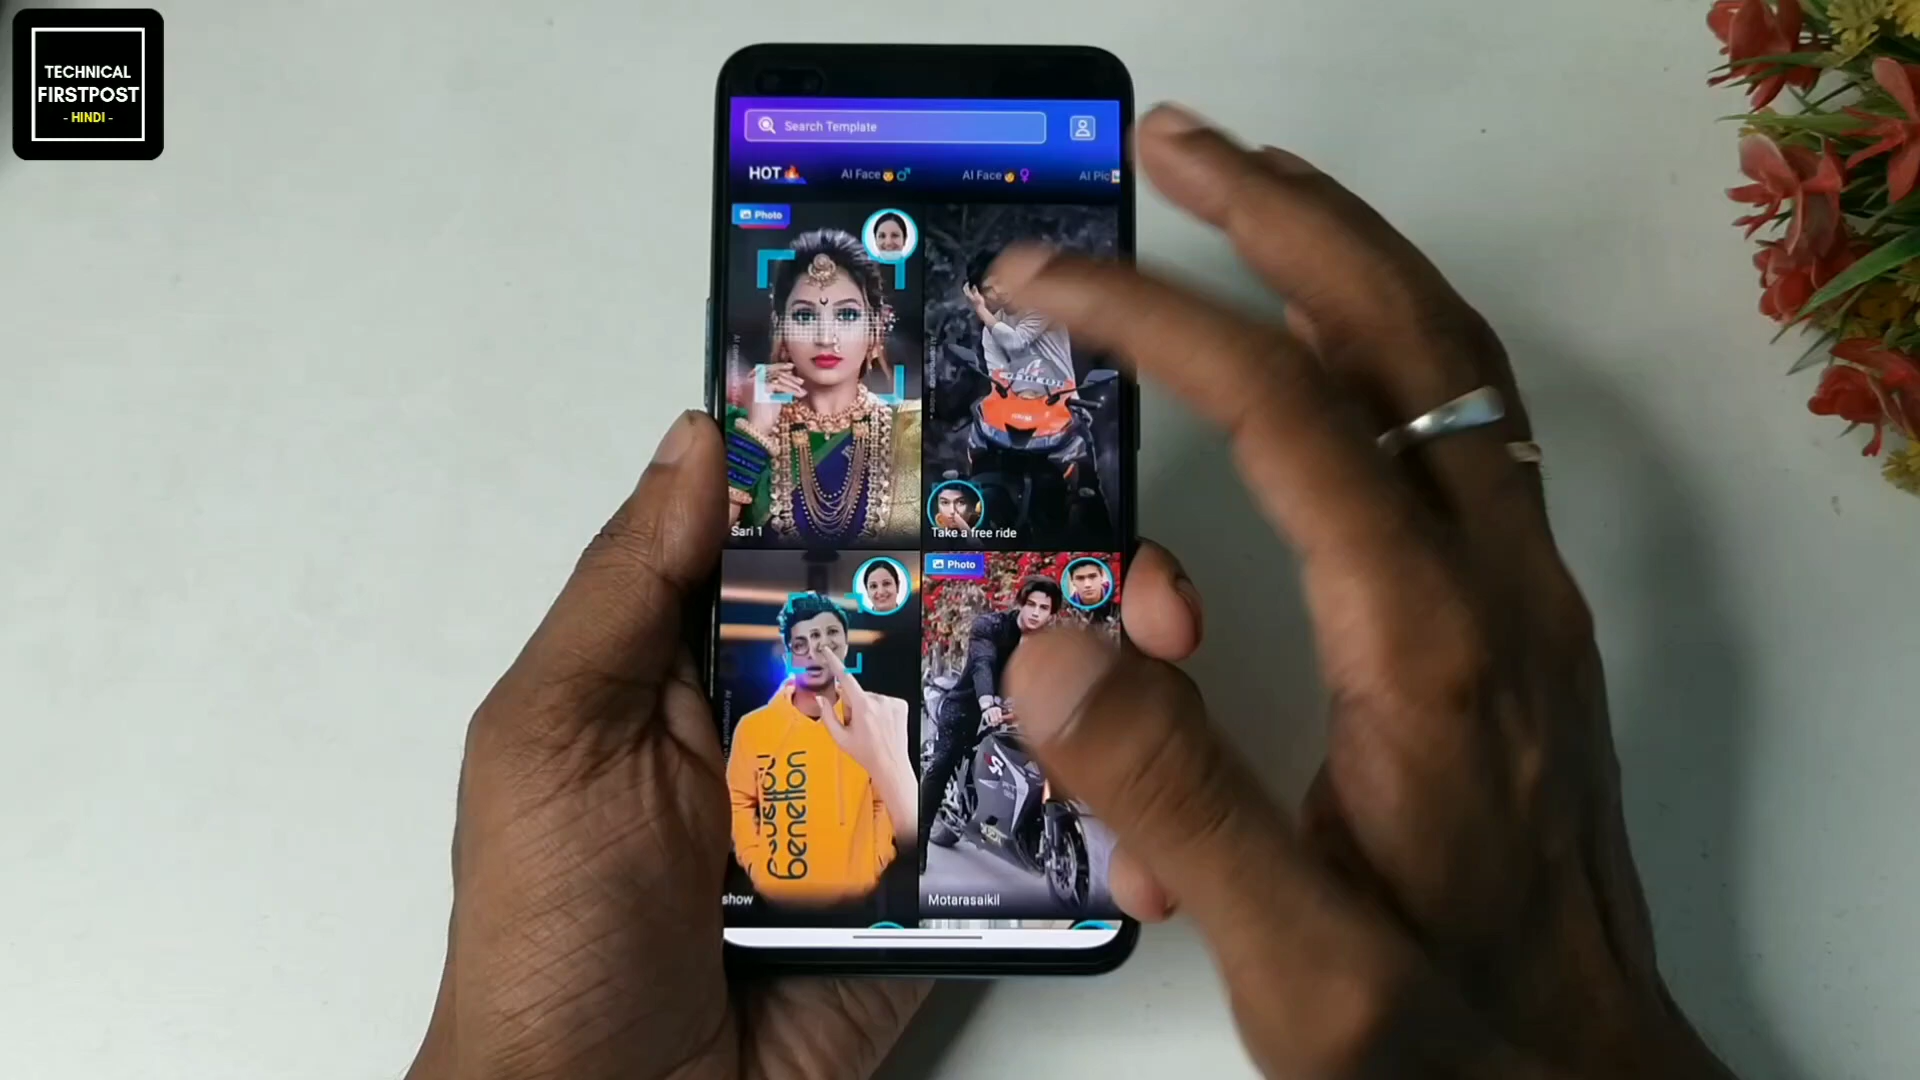 TECHNICAL
FIRSTPOST
- HINDI -
Search Template
HOT
AI Face
AI Face
AI Pic
Photo
Sari 1
Take a free ride
Photo
benetton
show
Motarasaikil